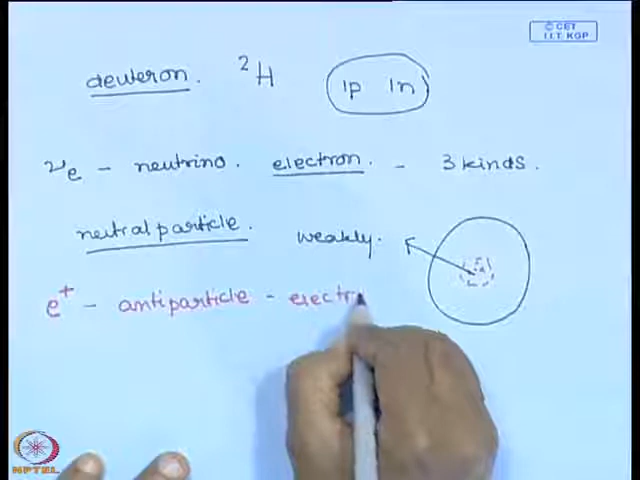 © CET
I.I.T. KGP
deuteron. ²H 1p 1n
νe - neutrino. electron. - 3 kinds.
neutral particle. weakly.
e⁺ - antiparticle - electr
NPTEL